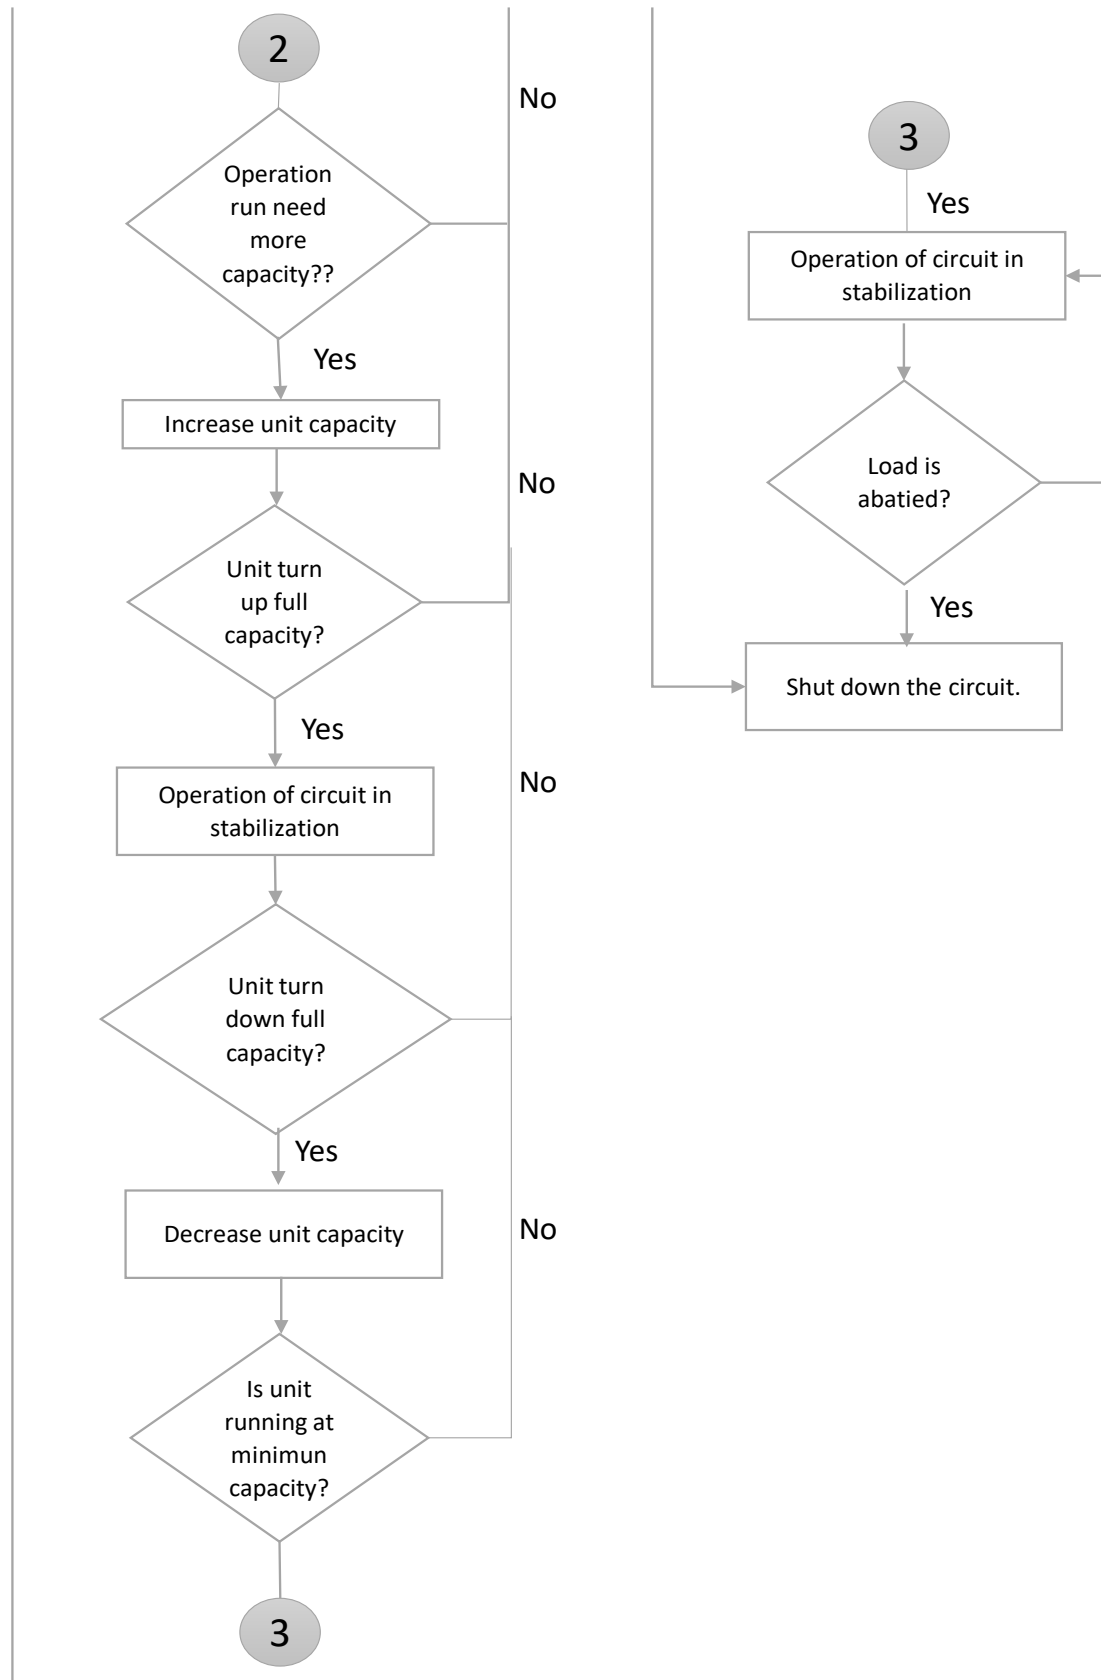 2
No
Operation
run need
more
capacity??
Yes
Increase unit capacity
No
Unit turn
up full
capacity?
Yes
No
Operation of circuit in
stabilization
Unit turn
down full
capacity?
Yes
No
Decrease unit capacity
Is unit
running at
minimun
capacity?
3
3
Yes
Operation of circuit in
stabilization
Load is
abatied?
Yes
Shut down the circuit.